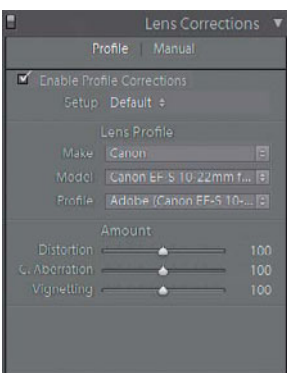 Lens Corrections
Profile | Manual
Enable Profile Corrections
Setup Default
Lens Profile
Make Canon
Model Canon EF-S 10-22mm f...
Profile Adobe (Canon EF-S 10-...
Amount
Distortion 100
C. Aberration 100
Vignetting 100